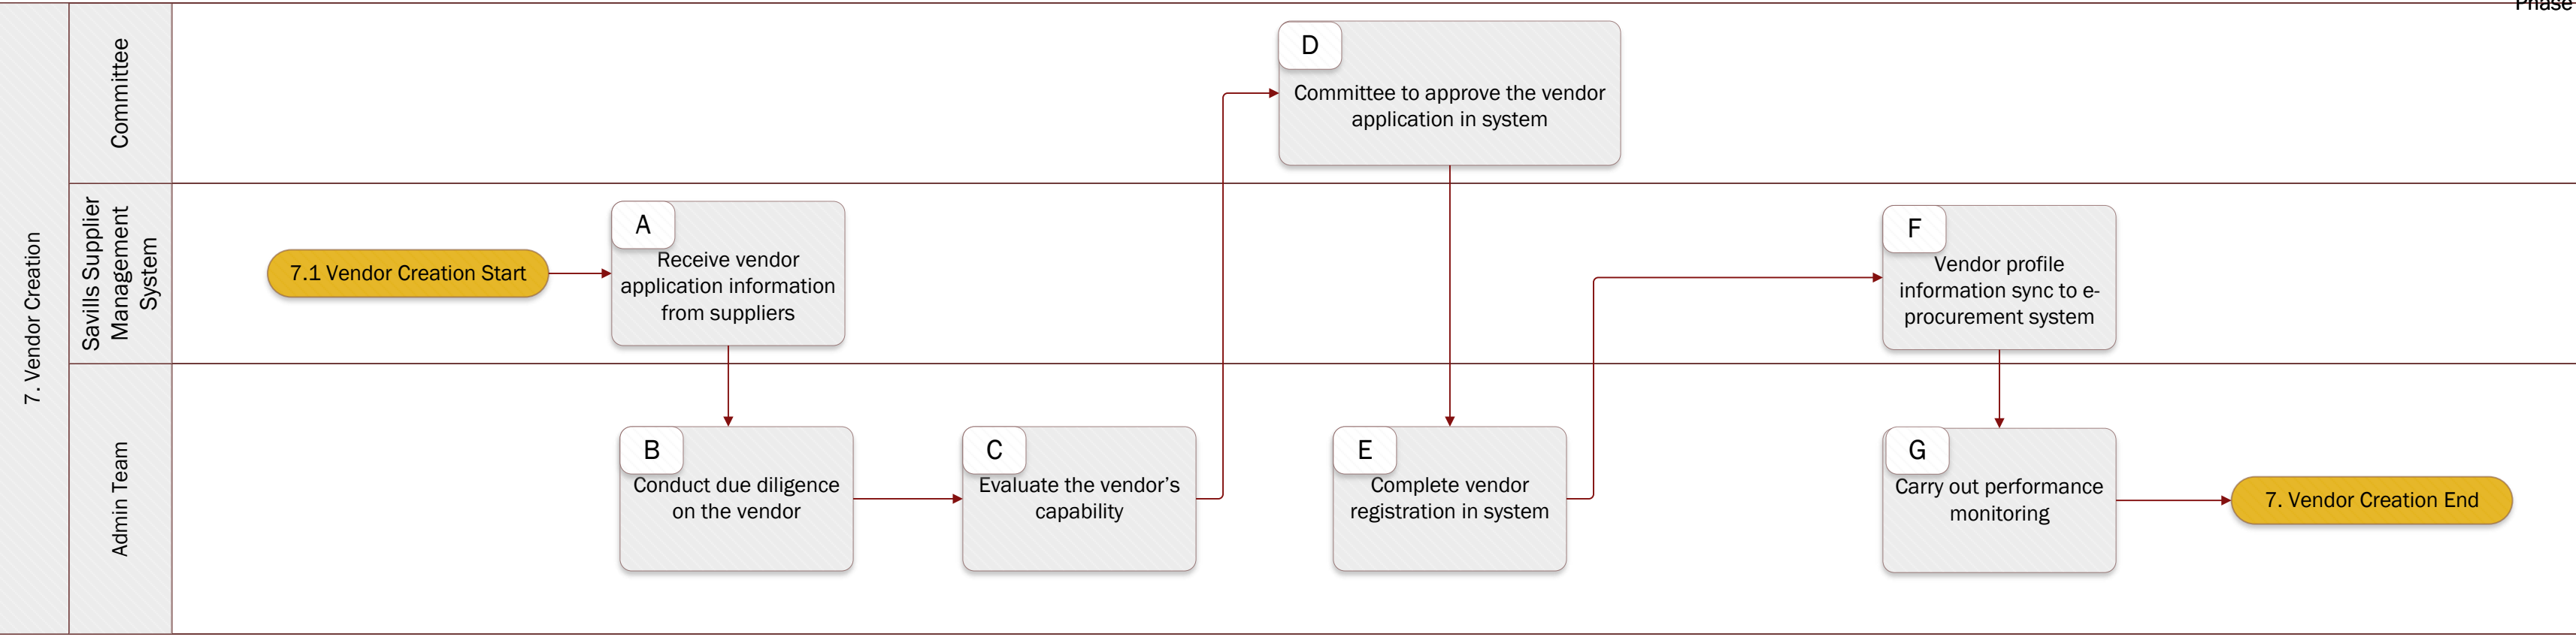 Phase
7. Vendor Creation
Committee
D
Committee to approve the vendor
application in system
Savills Supplier
Management
System
7.1 Vendor Creation Start
A
Receive vendor
application information
from suppliers
F
Vendor profile
information sync to e-
procurement system
Admin Team
B
Conduct due diligence
on the vendor
C
Evaluate the vendor’s
capability
E
Complete vendor
registration in system
G
Carry out performance
monitoring
7. Vendor Creation End